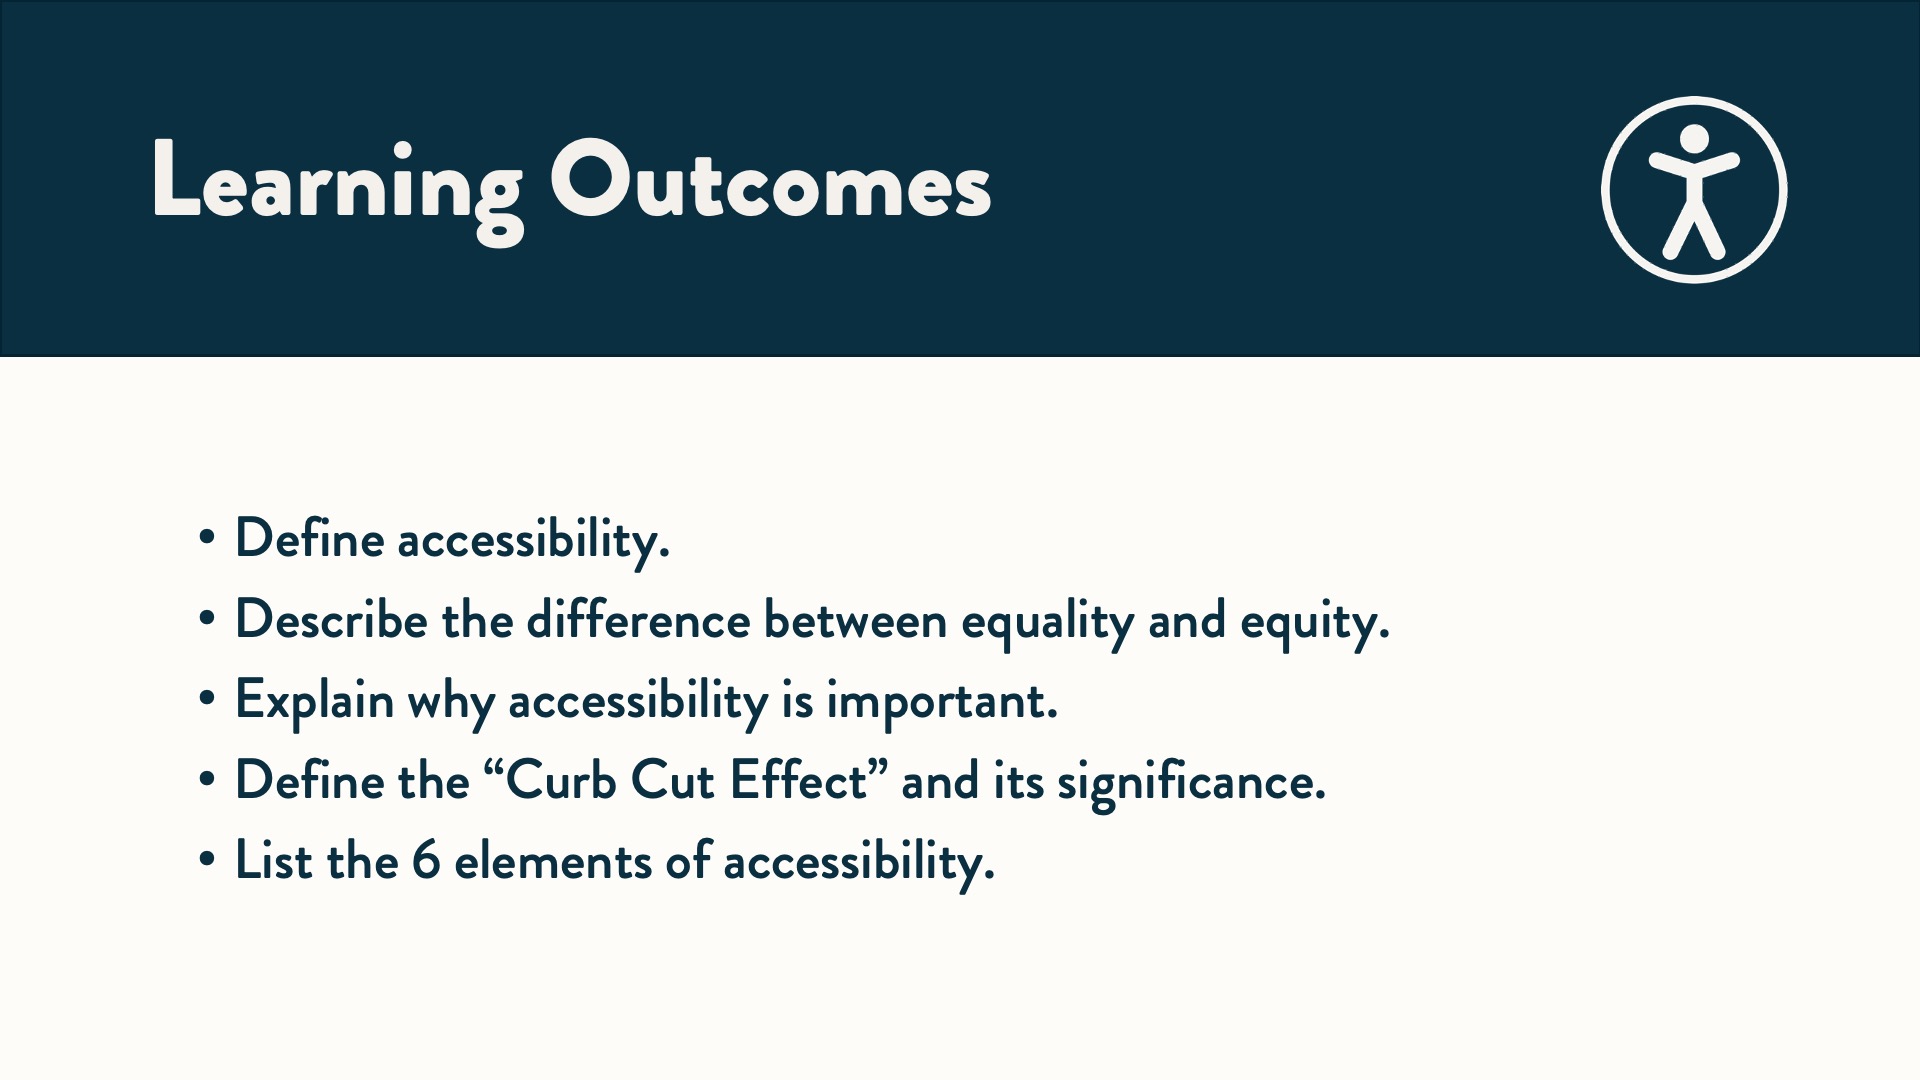 Learning Outcomes
• Define accessibility.
• Describe the difference between equality and equity.
• Explain why accessibility is important.
• Define the “Curb Cut Effect” and its significance.
• List the 6 elements of accessibility.